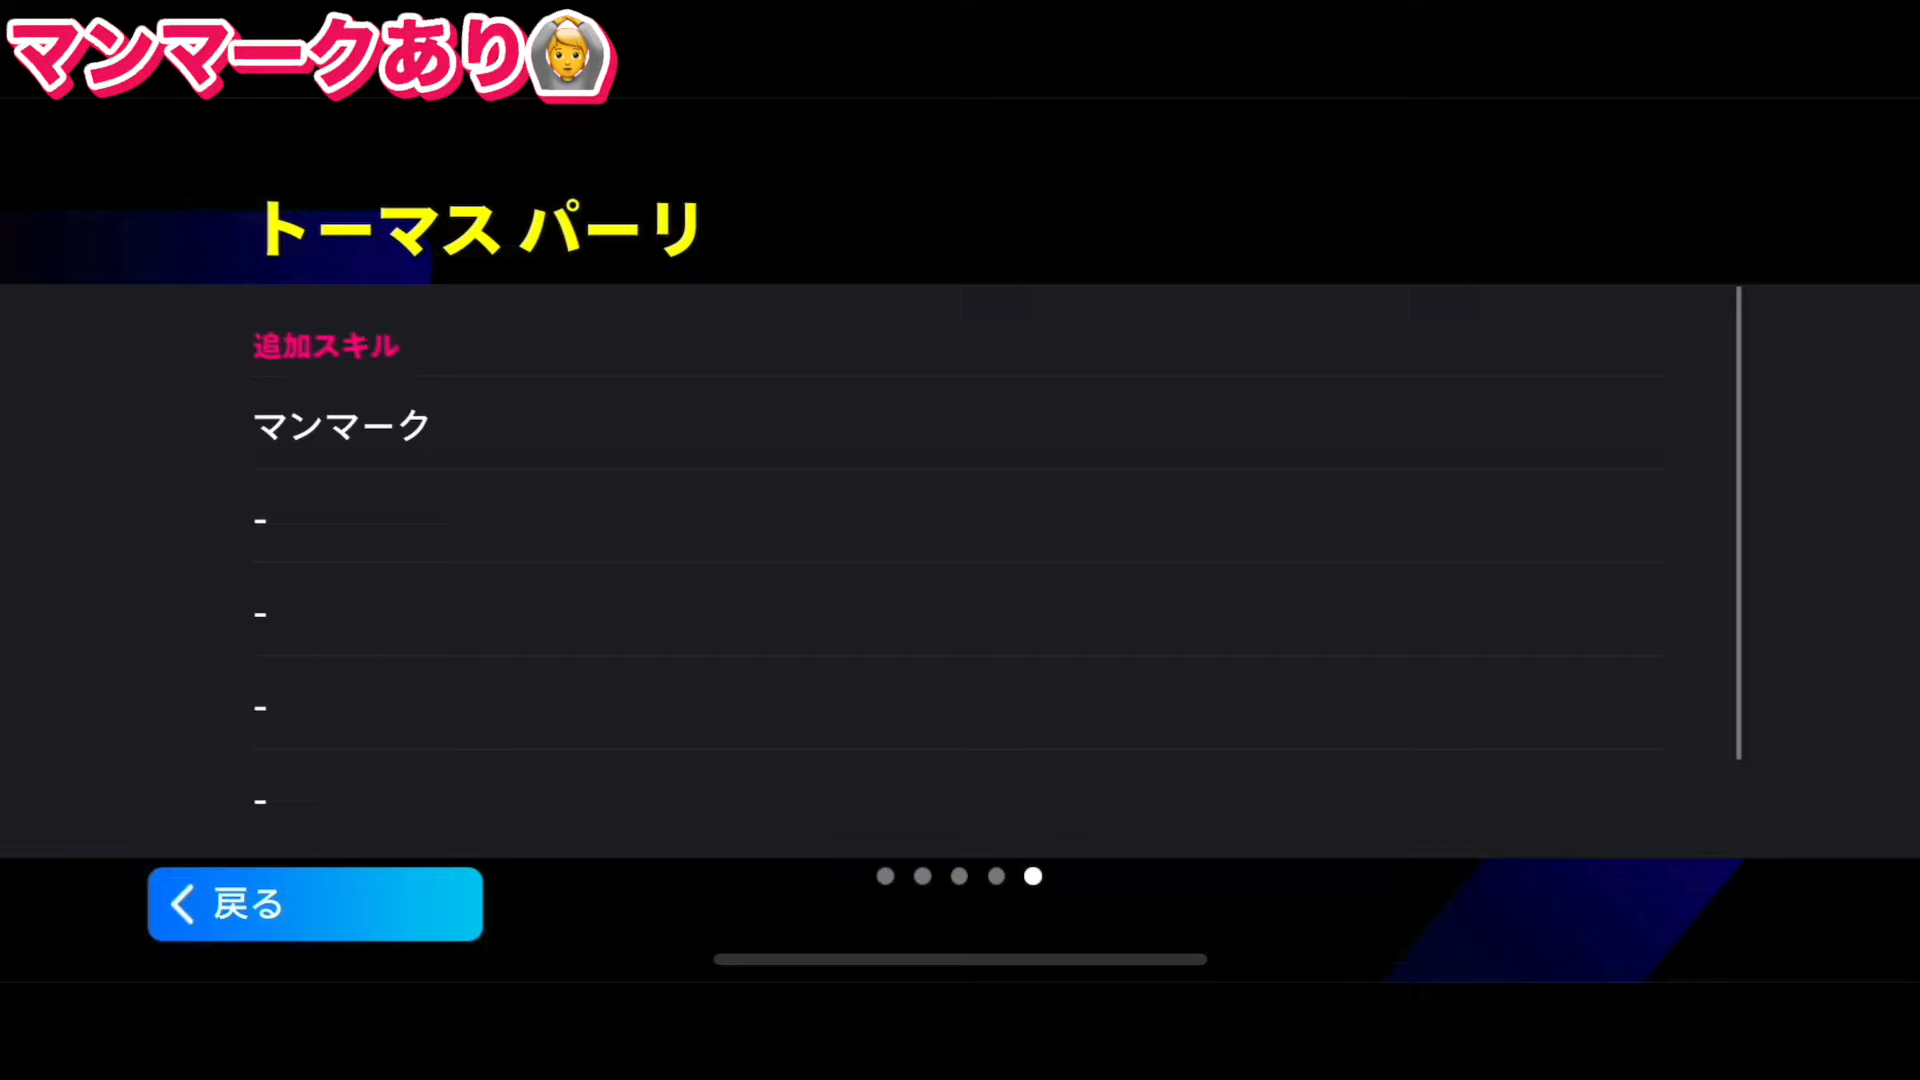 マンマークあり🙆
トーマス パーリ
追加スキル
マンマーク
-
-
-
-
戻る